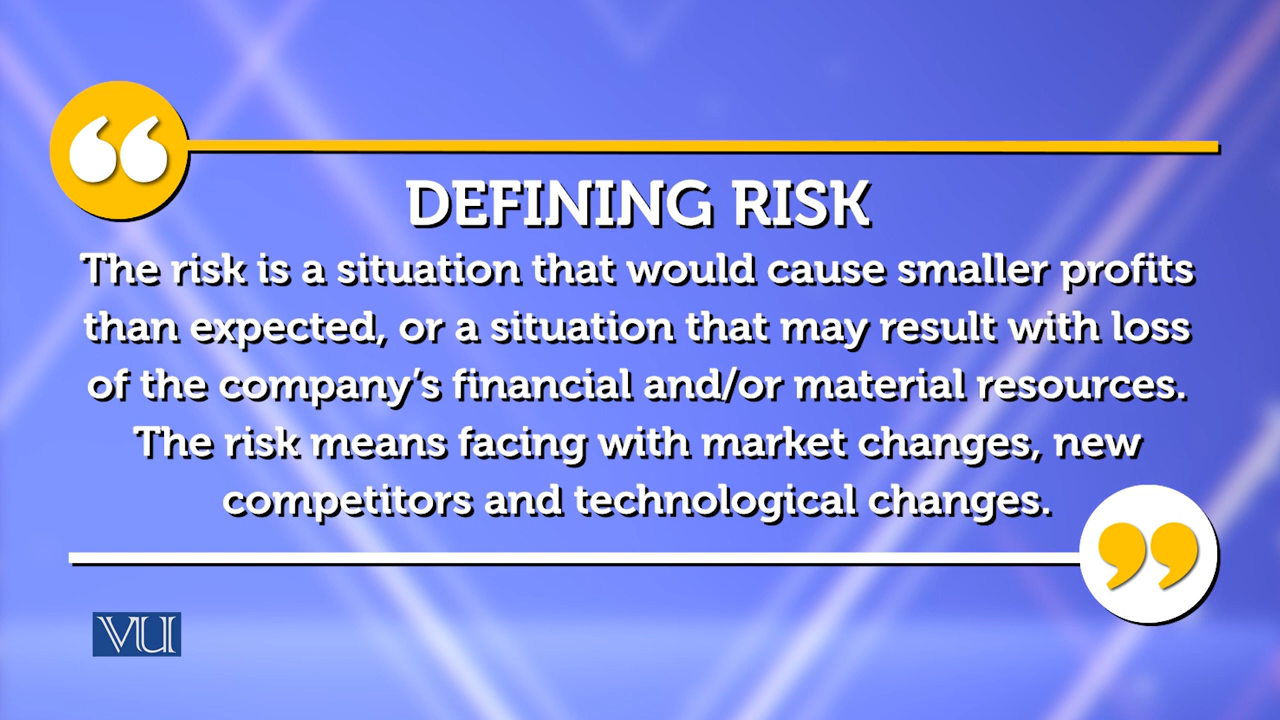 DEFINING RISK
The risk is a situation that would cause smaller profits
than expected, or a situation that may result with loss
of the company’s financial and/or material resources.
The risk means facing with market changes, new
competitors and technological changes.
VU